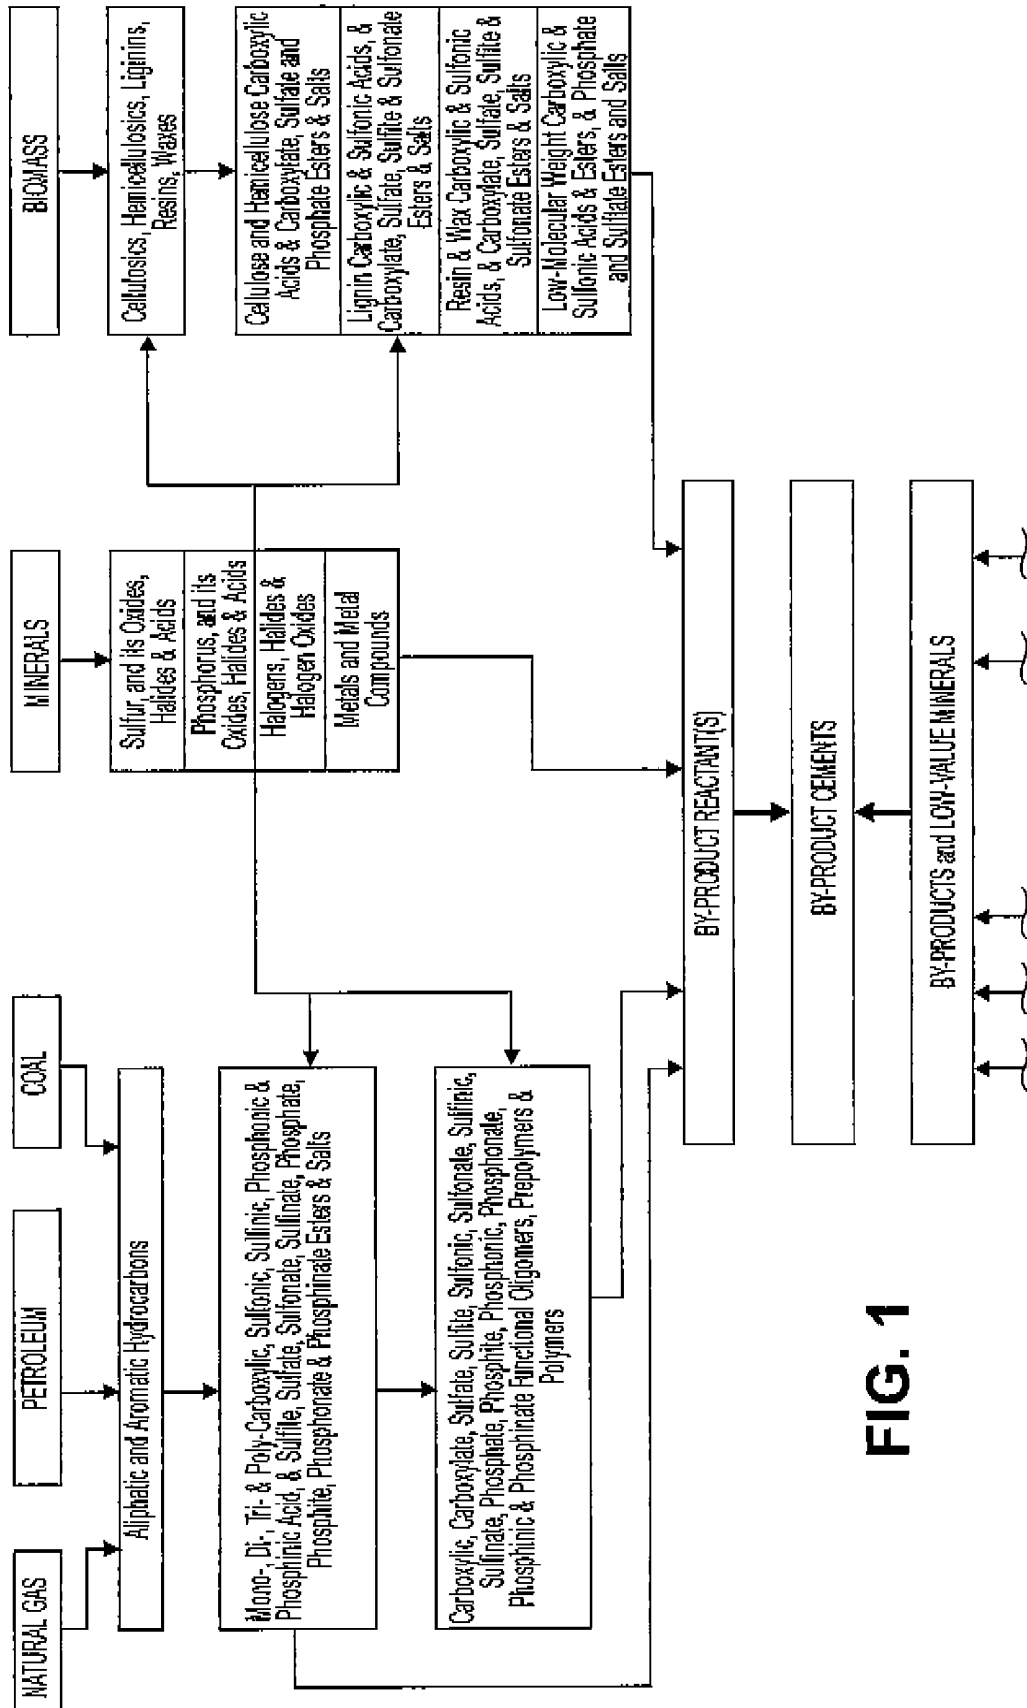 NATURAL GAS
PETROLEUM
COAL
MINERALS
BIOMASS
Aliphatic and Aromatic Hydrocarbons
Sulfur, and its Oxides,
Halides & Acids
Phosphorus, and its
Oxides, Halides & Acids
Halogens, Halides &
Halogen Oxides
Metals and Metal
Compounds
Cellulosics, Hemicellulosics, Liginins,
Resins, Waxes
Mono-, Di-, Tri- & Poly-Carboxylic, Sulfonic, Sulfinic, Phosphonic &
Phosphinic Acid, & Sulfile, Sulfate, Sulfonate, Sulfinate, Phosphate,
Phosphite, Phosphonate & Phosphinate Esters & Salts
Cellulose and Hemicellulose Carboxylic
Acids & Carboxylate, Sulfate and
Phosphate Esters & Salts
Lignin Carboxylic & Sulfonic Acids, &
Carboxylate, Sulfate, Sulfite & Sulfonate
Esters & Salts
Resin & Wax Carboxylic & Sulfonic
Acids, & Carboxylate, Sulfate, Sulfite &
Sulfonate Esters & Salts
Low-Molecular Weight Carboxylic &
Sulfonic Acids & Esters, & Phosphate
and Sulfate Esters and Salts
Carboxylic, Carboxylate, Sulfate, Sulfite, Sulfonic, Sulfonate, Sulfinic,
Sulfinate, Phosphate, Phosphite, Phosphonic, Phosphonate,
Phosphinic & Phosphinate Functional Oligomers, Prepolymers &
Polymers
BY-PRODUCT REACTANT(S)
BY-PRODUCT CEMENTS
BY-PRODUCTS and LOW-VALUE MINERALS
FIG. 1